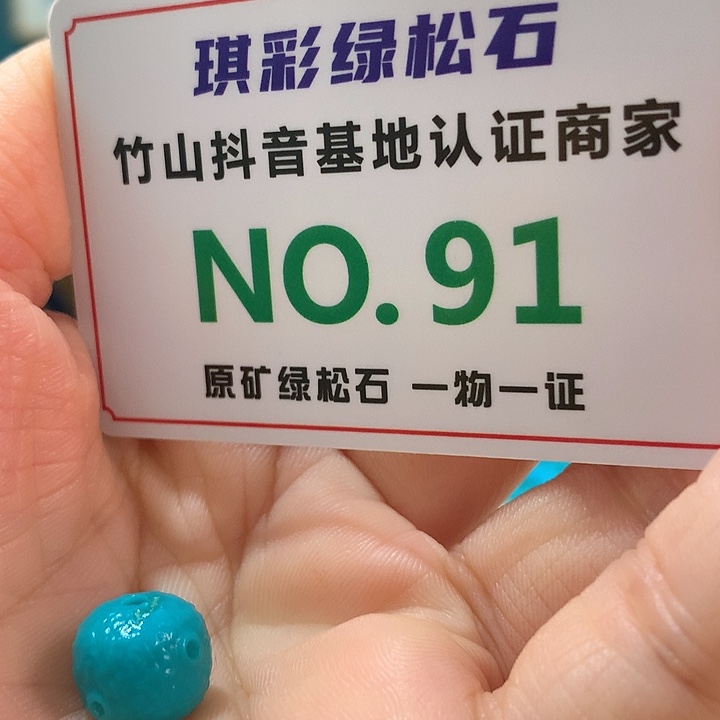 琪彩绿松石
竹山抖音基地认证商家
NO.91
原矿绿松石 一物一证